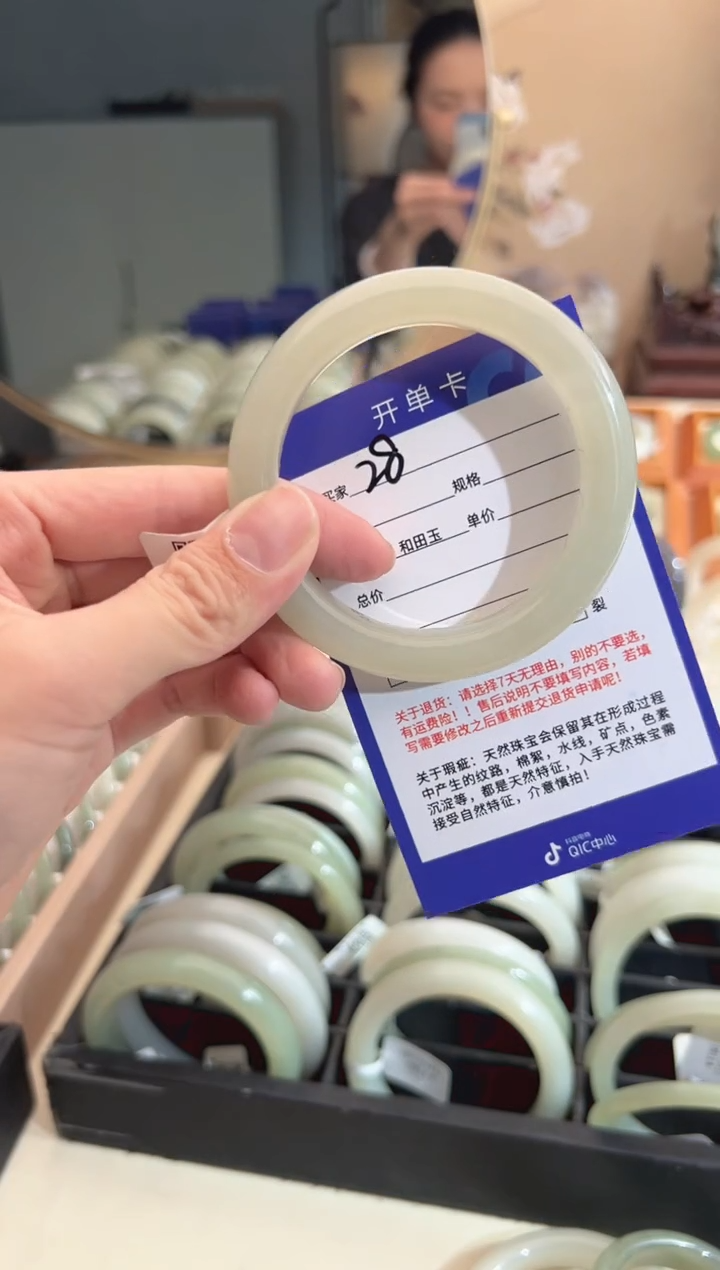 开单卡
买家 28
规格
和田玉 单价
总价
裂
关于退货：请选择7天无理由，别的不要选，
有运费险！！售后说明不要填写内容，若填
写需要修改之后重新提交退货申请呢！
关于瑕疵：天然珠宝会保留其在形成过程
中产生的纹路，棉絮，水线，矿点，色素
沉淀等，都是天然特征，入手天然珠宝需
接受自然特征，介意慎拍！
抖音电商
QIC中心